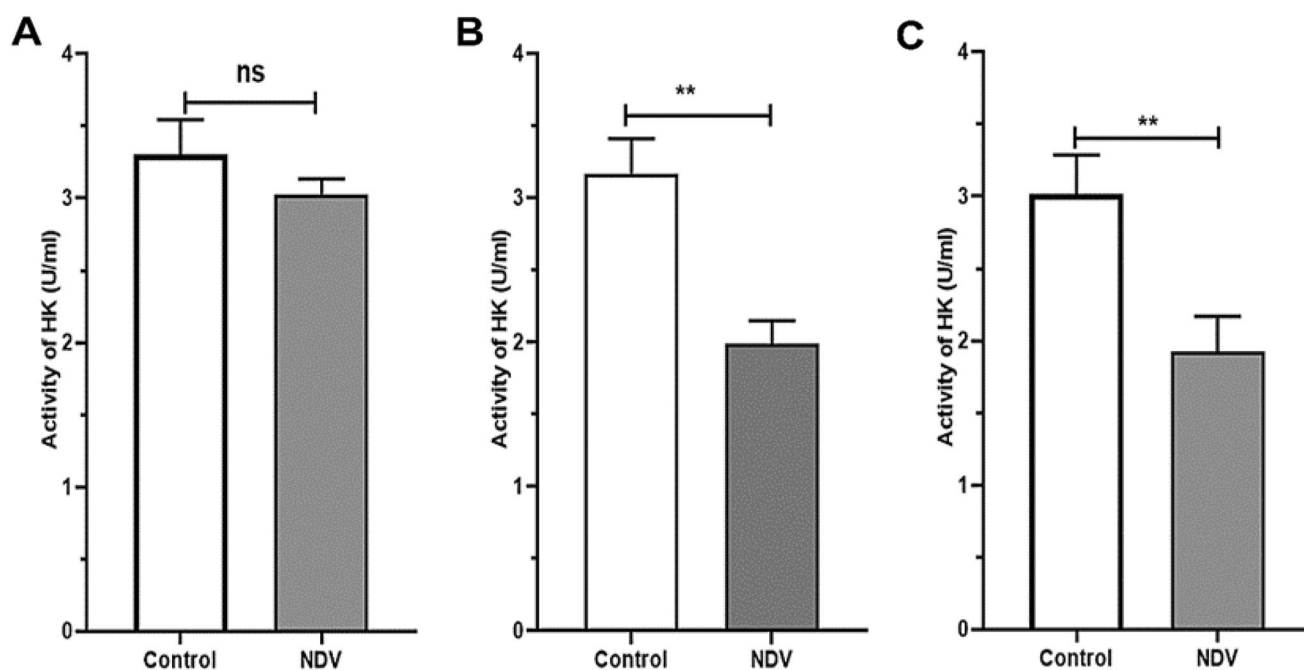 A
Activity of HK (U/ml)
4
3
2
1
0
ns
Control NDV
B
Activity of HK (U/ml)
4
3
2
1
0
**
Control NDV
C
Activity of HK (U/ml)
4
3
2
1
0
**
Control NDV